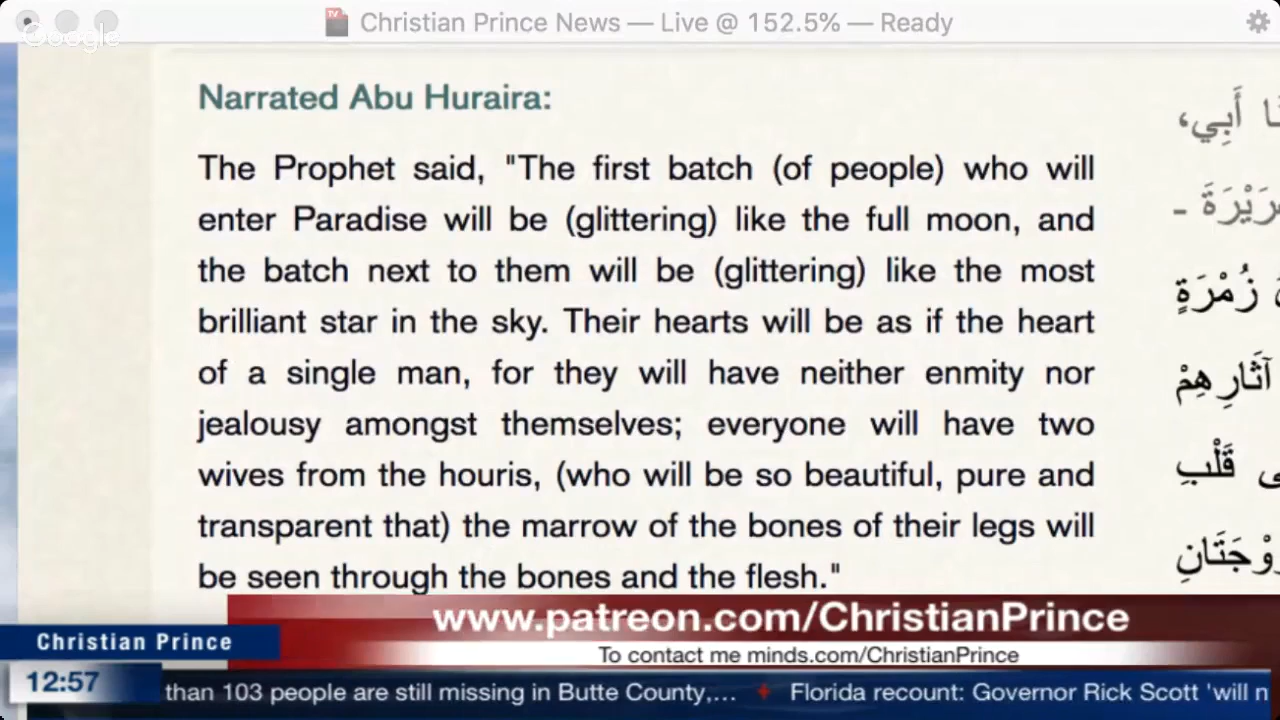 Christian Prince News — Live @ 152.5% — Ready
Google
Narrated Abu Huraira:
The Prophet said, "The first batch (of people) who will
enter Paradise will be (glittering) like the full moon, and
the batch next to them will be (glittering) like the most
brilliant star in the sky. Their hearts will be as if the heart
of a single man, for they will have neither enmity nor
jealousy amongst themselves; everyone will have two
wives from the houris, (who will be so beautiful, pure and
transparent that) the marrow of the bones of their legs will
be seen through the bones and the flesh."
أَبِي،
زُمْرَةٍ
آثَارِهِمْ
قَلْبِ
www.patreon.com/ChristianPrince
To contact me minds.com/ChristianPrince
Christian Prince
12:57
than 103 people are still missing in Butte County,... Florida recount: Governor Rick Scott 'will n